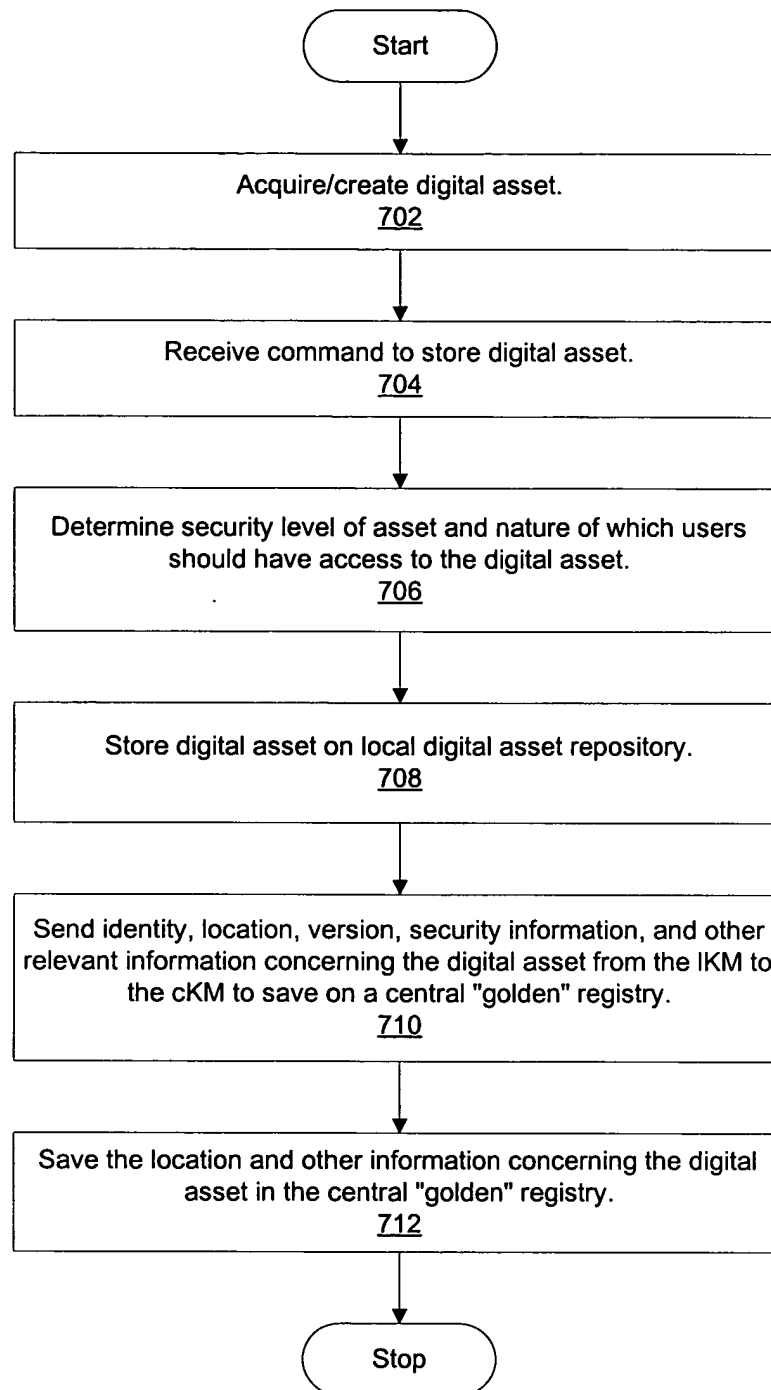 Start
Acquire/create digital asset.
702
Receive command to store digital asset.
704
Determine security level of asset and nature of which users
should have access to the digital asset.
706
Store digital asset on local digital asset repository.
708
Send identity, location, version, security information, and other
relevant information concerning the digital asset from the lKM to
the cKM to save on a central "golden" registry.
710
Save the location and other information concerning the digital
asset in the central "golden" registry.
712
Stop